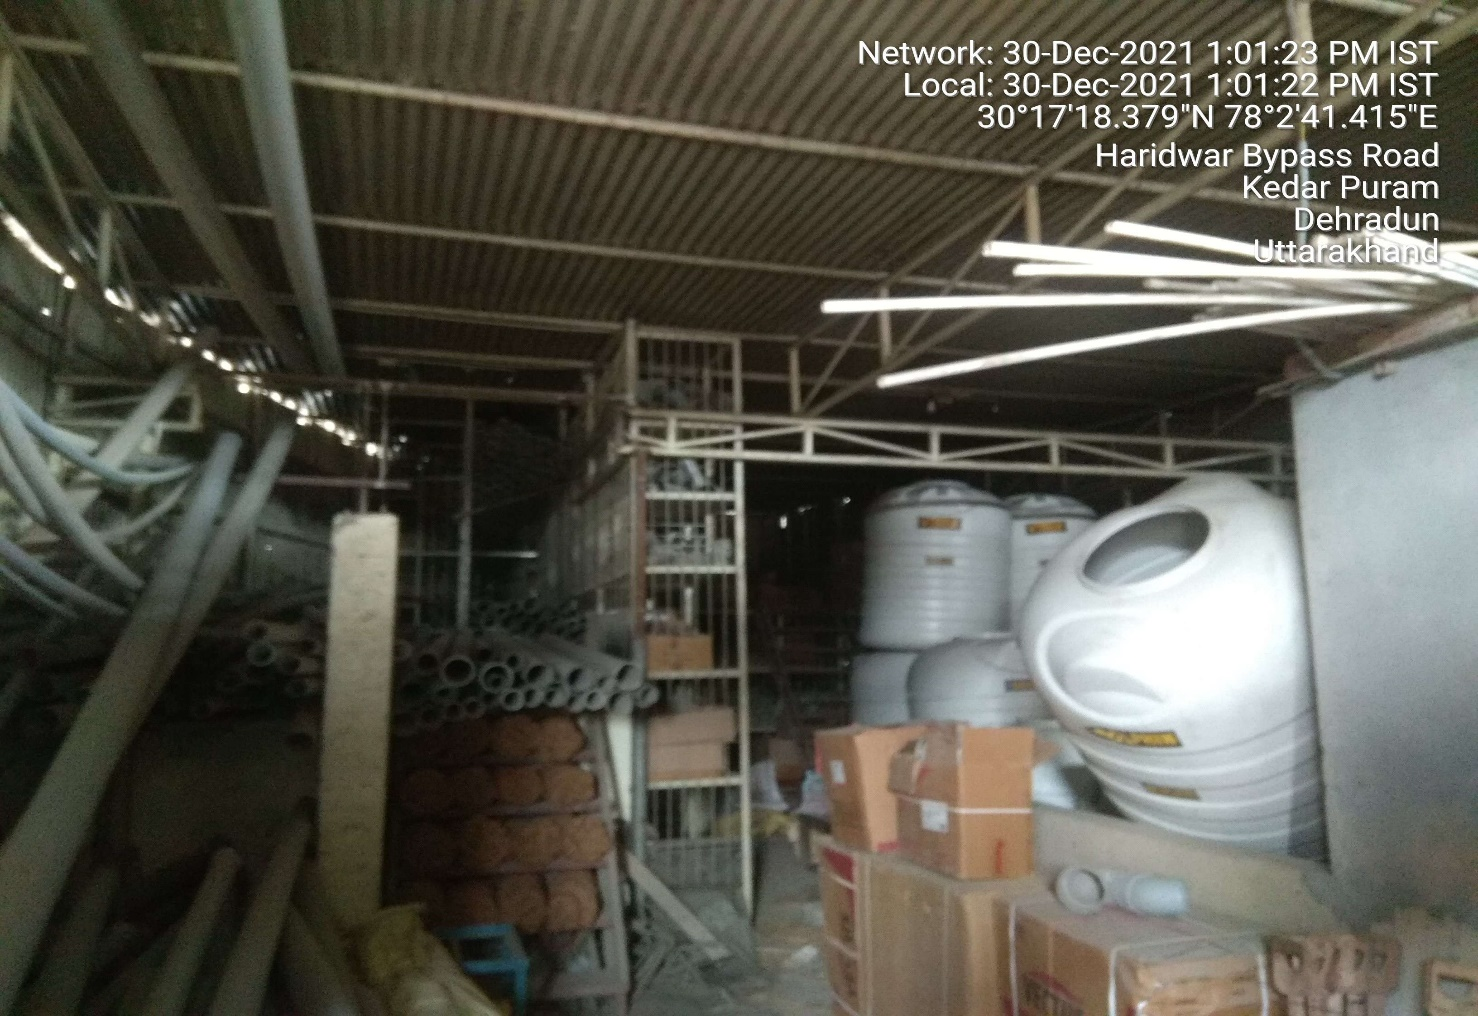 Network: 30-Dec-2021 1:01:23 PM IST
Local: 30-Dec-2021 1:01:22 PM IST
30°17'18.379"N 78°2'41.415"E
Haridwar Bypass Road
Kedar Puram
Dehradun
Uttarakhand